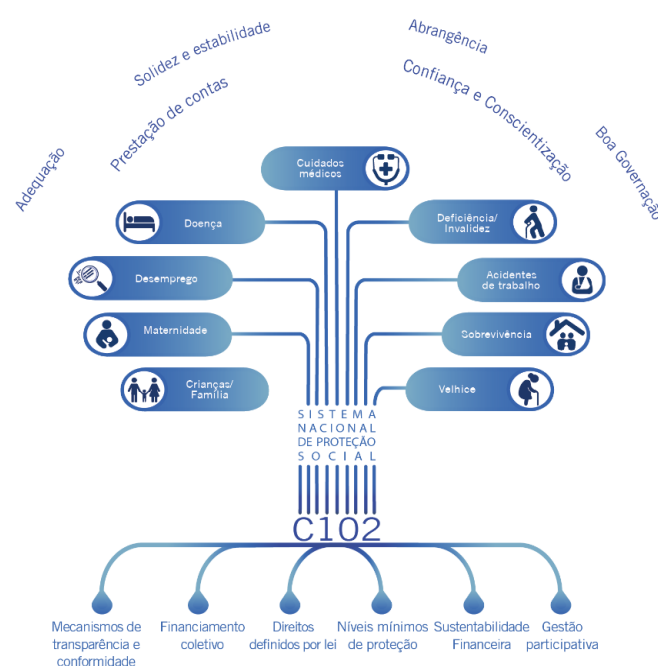 Solidez e estabilidade
Abrangência
Prestação de contas
Confiança e Conscientização
Adequação
Boa Governação
Cuidados
médicos
Doença
Deficiência/
Invalidez
Desemprego
Acidentes
de trabalho
Maternidade
Sobrevivência
Crianças/
Família
Velhice
SISTEMA
NACIONAL
DE PROTEÇÃO
SOCIAL
C102
Mecanismos de
transparência e
conformidade
Financiamento
coletivo
Direitos
definidos por lei
Níveis mínimos
de proteção
Sustentabilidade
Financeira
Gestão
participativa